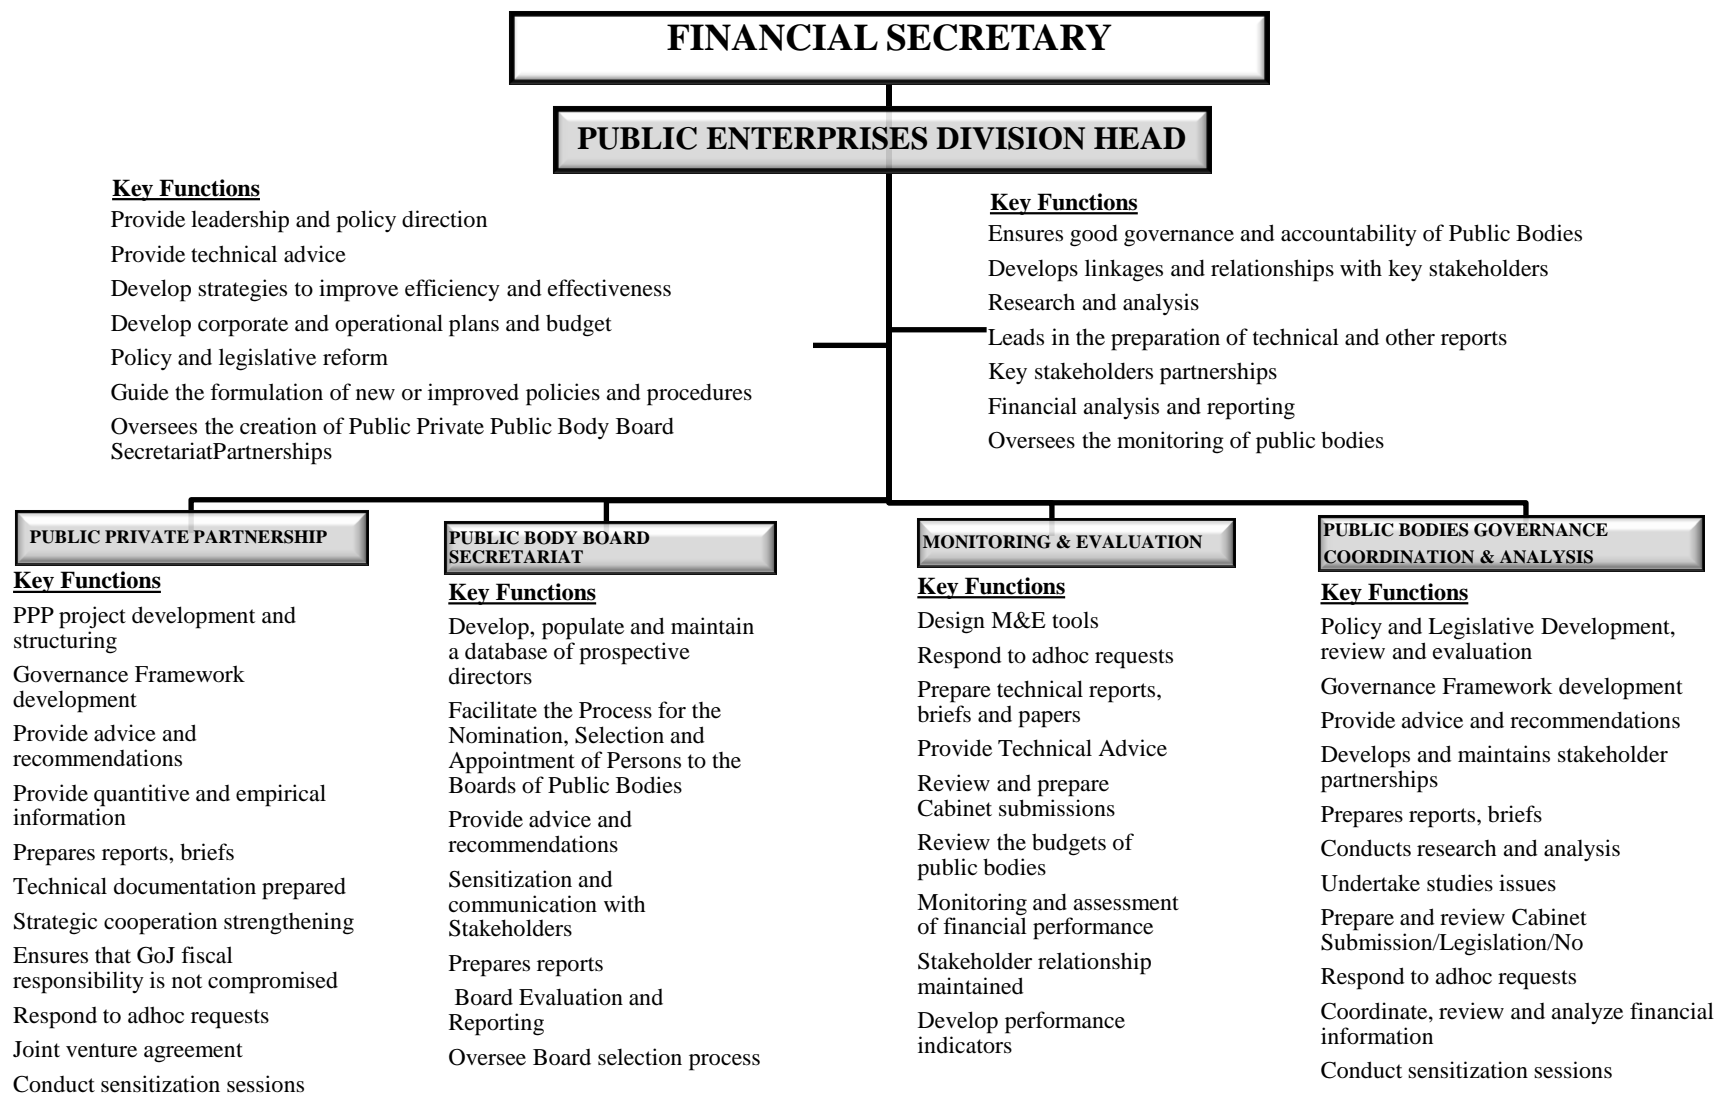 FINANCIAL SECRETARY
PUBLIC ENTERPRISES DIVISION HEAD
Key Functions
Provide leadership and policy direction
Provide technical advice
Develop strategies to improve efficiency and effectiveness
Develop corporate and operational plans and budget
Policy and legislative reform
Guide the formulation of new or improved policies and procedures
Oversees the creation of Public Private Public Body Board
SecretariatPartnerships
Key Functions
Ensures good governance and accountability of Public Bodies
Develops linkages and relationships with key stakeholders
Research and analysis
Leads in the preparation of technical and other reports
Key stakeholders partnerships
Financial analysis and reporting
Oversees the monitoring of public bodies
PUBLIC PRIVATE PARTNERSHIP
Key Functions
PPP project development and
structuring
Governance Framework
development
Provide advice and
recommendations
Provide quantitive and empirical
information
Prepares reports, briefs
Technical documentation prepared
Strategic cooperation strengthening
Ensures that GoJ fiscal
responsibility is not compromised
Respond to adhoc requests
Joint venture agreement
Conduct sensitization sessions
PUBLIC BODY BOARD
SECRETARIAT
Key Functions
Develop, populate and maintain
a database of prospective
directors
Facilitate the Process for the
Nomination, Selection and
Appointment of Persons to the
Boards of Public Bodies
Provide advice and
recommendations
Sensitization and
communication with
Stakeholders
Prepares reports
Board Evaluation and
Reporting
Oversee Board selection process
MONITORING & EVALUATION
Key Functions
Design M&E tools
Respond to adhoc requests
Prepare technical reports,
briefs and papers
Provide Technical Advice
Review and prepare
Cabinet submissions
Review the budgets of
public bodies
Monitoring and assessment
of financial performance
Stakeholder relationship
maintained
Develop performance
indicators
PUBLIC BODIES GOVERNANCE
COORDINATION & ANALYSIS
Key Functions
Policy and Legislative Development,
review and evaluation
Governance Framework development
Provide advice and recommendations
Develops and maintains stakeholder
partnerships
Prepares reports, briefs
Conducts research and analysis
Undertake studies issues
Prepare and review Cabinet
Submission/Legislation/No
Respond to adhoc requests
Coordinate, review and analyze financial
information
Conduct sensitization sessions